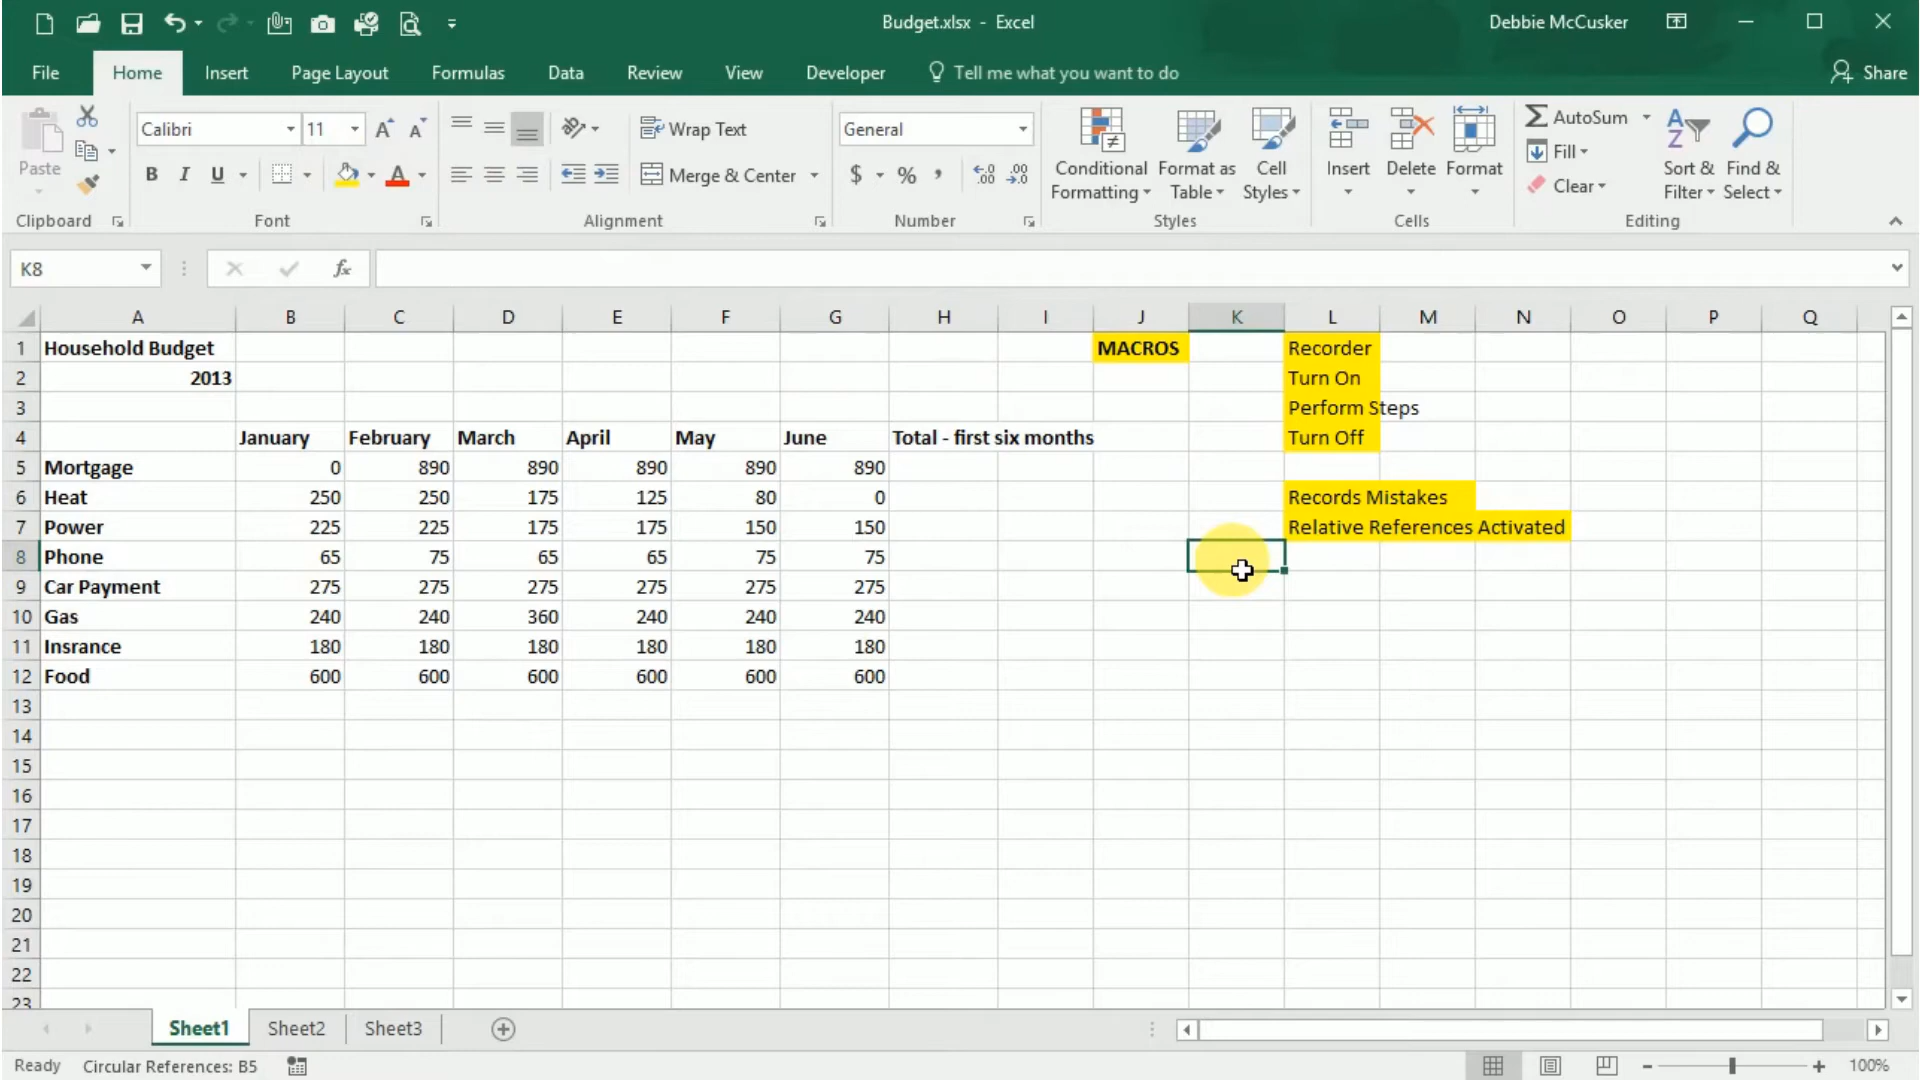 Budget.xlsx - Excel
Debbie McCusker
File Home Insert Page Layout Formulas Data Review View Developer Tell me what you want to do Share
Calibri 11 Wrap Text General AutoSum
Paste B I U Merge & Center $ % , .00 .00 Conditional Formatting Format as Table Cell Styles Insert Delete Format Fill Clear Sort & Filter Find & Select
Clipboard Font Alignment Number Styles Cells Editing
K8 fx
A B C D E F G H I J K L M N O P Q
1 Household Budget MACROS Recorder
2 2013 Turn On
3 Perform Steps
4 January February March April May June Total - first six months Turn Off
5 Mortgage 0 890 890 890 890 890
6 Heat 250 250 175 125 80 0 Records Mistakes
7 Power 225 225 175 175 150 150 Relative References Activated
8 Phone 65 75 65 65 75 75
9 Car Payment 275 275 275 275 275 275
10 Gas 240 240 360 240 240 240
11 Insrance 180 180 180 180 180 180
12 Food 600 600 600 600 600 600
13
14
15
16
17
18
19
20
21
22
23
Sheet1 Sheet2 Sheet3
Ready Circular References: B5 100%